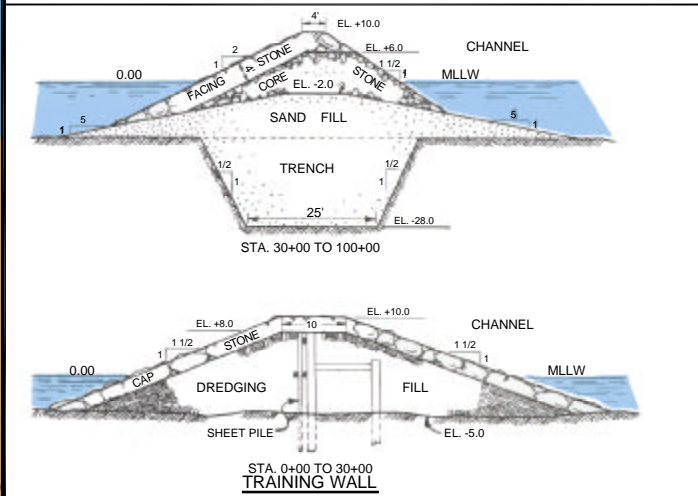 4'
EL. +10.0
2
1
STONE
4'
EL. +6.0
CHANNEL
1 1/2
1
0.00
MLLW
FACING
CORE
EL. -2.0
STONE
5
1
SAND FILL
5
1
TRENCH
1/2
1
1/2
1
25'
EL. -28.0
STA. 30+00 TO 100+00
EL. +10.0
EL. +8.0
10
CHANNEL
1 1/2
1
STONE
1 1/2
1
0.00
MLLW
CAP
DREDGING
FILL
SHEET PILE
EL. -5.0
STA. 0+00 TO 30+00
TRAINING WALL